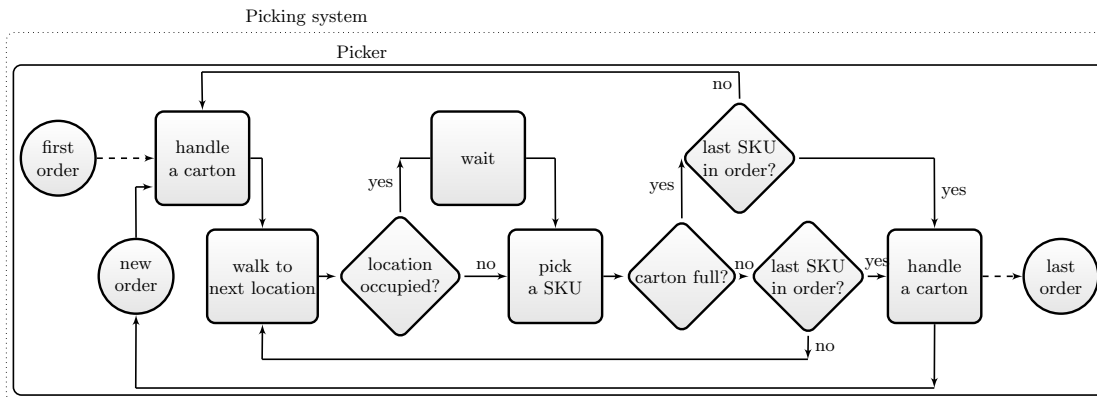 Picking system
Picker
no
first
order
handle
a carton
wait
last SKU
in order?
yes
yes
yes
new
order
walk to
next location
location
occupied?
no
pick
a SKU
carton full?
no
last SKU
in order?
yes
handle
a carton
last
order
no